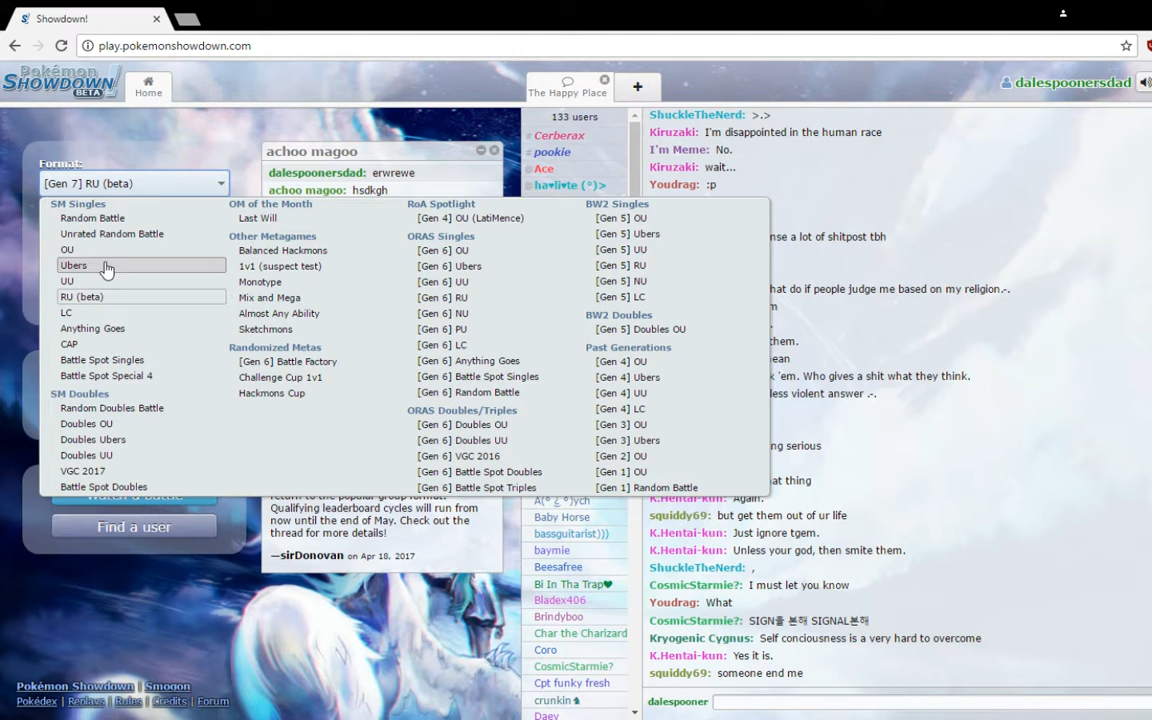 Showdown!
play.pokemonshowdown.com
Pokémon
SHOWDOWN
BETA
Home
The Happy Place
+
dalespoonersdad
Format:
[Gen 7] RU (beta)
achoo magoo
dalespoonersdad: erwrewe
achoo magoo: hsdkgh
133 users
#Cerberax
#pookie
@Ace
SM Singles
Random Battle
Unrated Random Battle
OU
Ubers
UU
RU (beta)
LC
Anything Goes
CAP
Battle Spot Singles
Battle Spot Special 4
SM Doubles
Random Doubles Battle
Doubles OU
Doubles Ubers
Doubles UU
VGC 2017
Battle Spot Doubles
OM of the Month
Last Will
Other Metagames
Balanced Hackmons
1v1 (suspect test)
Monotype
Mix and Mega
Almost Any Ability
Sketchmons
Randomized Metas
[Gen 6] Battle Factory
Challenge Cup 1v1
Hackmons Cup
RoA Spotlight
[Gen 4] OU (LatiMence)
ORAS Singles
[Gen 6] OU
[Gen 6] Ubers
[Gen 6] UU
[Gen 6] RU
[Gen 6] NU
[Gen 6] PU
[Gen 6] LC
[Gen 6] Anything Goes
[Gen 6] Battle Spot Singles
[Gen 6] Random Battle
ORAS Doubles/Triples
[Gen 6] Doubles OU
[Gen 6] Doubles UU
[Gen 6] VGC 2016
[Gen 6] Battle Spot Doubles
[Gen 6] Battle Spot Triples
BW2 Singles
[Gen 5] OU
[Gen 5] Ubers
[Gen 5] UU
[Gen 5] RU
[Gen 5] NU
[Gen 5] LC
BW2 Doubles
[Gen 5] Doubles OU
Past Generations
[Gen 4] OU
[Gen 4] Ubers
[Gen 4] UU
[Gen 4] LC
[Gen 3] OU
[Gen 3] Ubers
[Gen 2] OU
[Gen 1] OU
[Gen 1] Random Battle
Find a user
return to the popular group format.
Qualifying leaderboard cycles will run
from now until the end of May. Check out the
thread for more details!
—sirDonovan on Apr 18, 2017
Baby Horse
bassguitarist)))
baymie
Beesafree
Bi In Tha Trap♥
Bladex406
Brindyboo
Char the Charizard
Coro
CosmicStarmie?
Cpt funky fresh
crunkin
Daev
ShuckleTheNerd: >.>
Kiruzaki: I'm disappointed in the human race
I'm Meme: No.
Kiruzaki: wait...
Youdrag: :p
nse a lot of shitpost tbh
hat do if people judge me based on my religion.-.
them.
ean
'em. Who gives a shit what they think.
less violent answer .-.
ing serious
hat thing
K.Hentai-kun: Again.
squiddy69: but get them out of ur life
K.Hentai-kun: Just ignore tgem.
K.Hentai-kun: Unless your god, then smite them.
ShuckleTheNerd: ,
CosmicStarmie?: I must let you know
Youdrag: What
CosmicStarmie?: SIGN을 본해 SIGNAL본해
Kryogenic Cygnus: Self conciousness is a very hard to overcome
K.Hentai-kun: Yes it is.
squiddy69: someone end me
dalespooner
Pokémon Showdown | Smogon
Pokédex | Replays | Rules | Credits | Forum